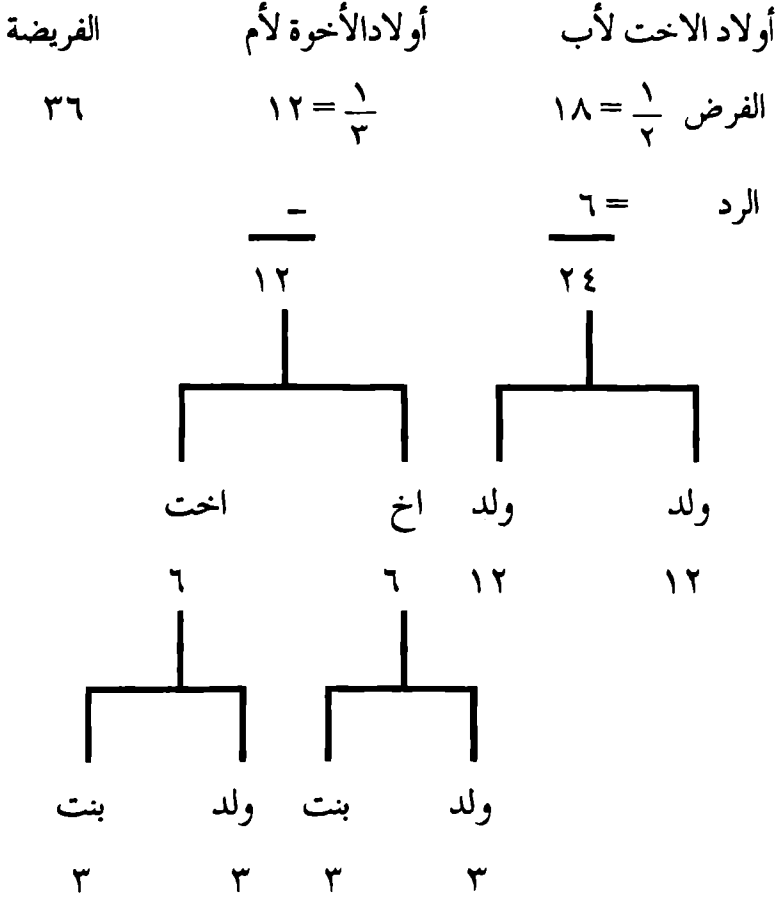 أولاد الاخت لأب أولادالأخوة لأم الفريضة
الفرض ١/٢ = ١٨ ١/٣ = ١٢ ٣٦
الرد = ٦ –
٢٤ ١٢
ولد ولد اخ اخت
١٢ ١٢ ٦ ٦
ولد بنت ولد بنت
٣ ٣ ٣ ٣